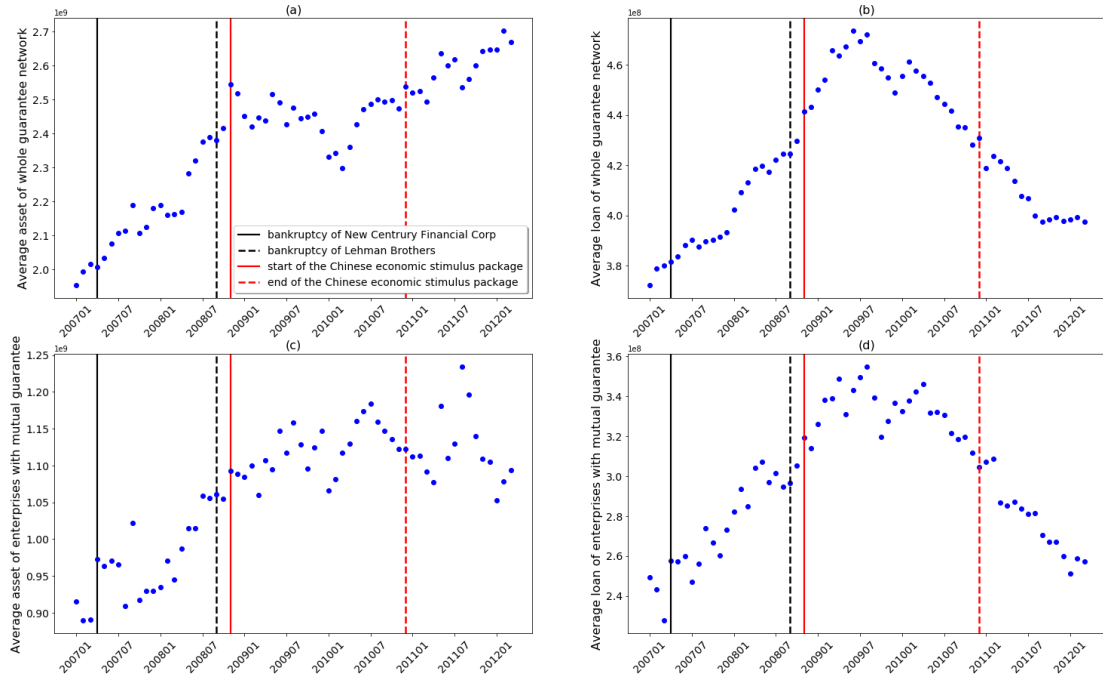 (a)
1e9
Average asset of whole guarantee network
2.7
2.6
2.5
2.4
2.3
2.2
2.1
2.0
bankruptcy of New Centrury Financial Corp
bankruptcy of Lehman Brothers
start of the Chinese economic stimulus package
end of the Chinese economic stimulus package
200701 200707 200801 200807 200901 200907 201001 201007 201101 201107 201201
(b)
1e8
Average loan of whole guarantee network
4.6
4.4
4.2
4.0
3.8
200701 200707 200801 200807 200901 200907 201001 201007 201101 201107 201201
(c)
1e9
Average asset of enterprises with mutual guarantee
1.25
1.20
1.15
1.10
1.05
1.00
0.95
0.90
200701 200707 200801 200807 200901 200907 201001 201007 201101 201107 201201
(d)
1e8
Average loan of enterprises with mutual guarantee
3.6
3.4
3.2
3.0
2.8
2.6
2.4
200701 200707 200801 200807 200901 200907 201001 201007 201101 201107 201201